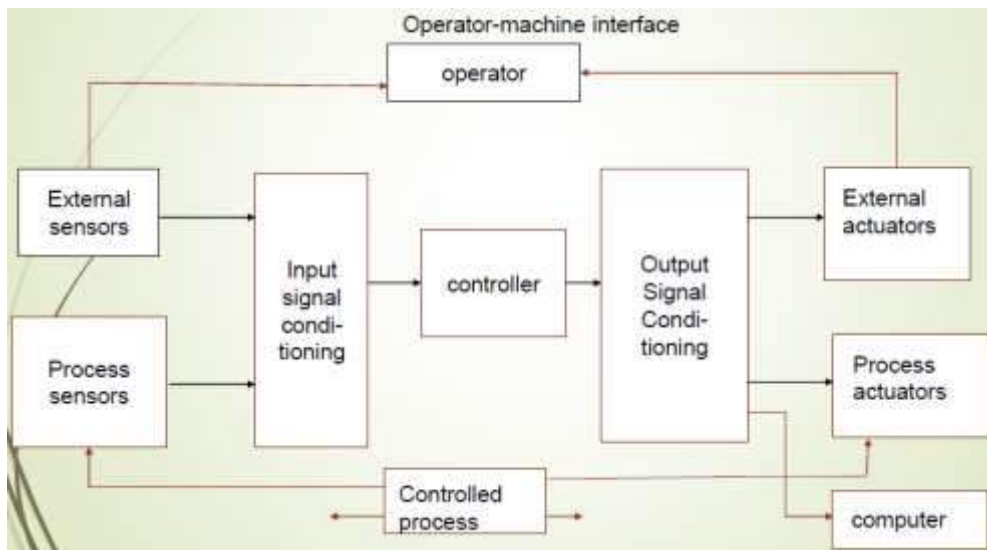 Operator-machine interface
operator
External
sensors
Input
signal
condi-
tioning
controller
Output
Signal
Condi-
tioning
External
actuators
Process
sensors
Process
actuators
Controlled
process
computer